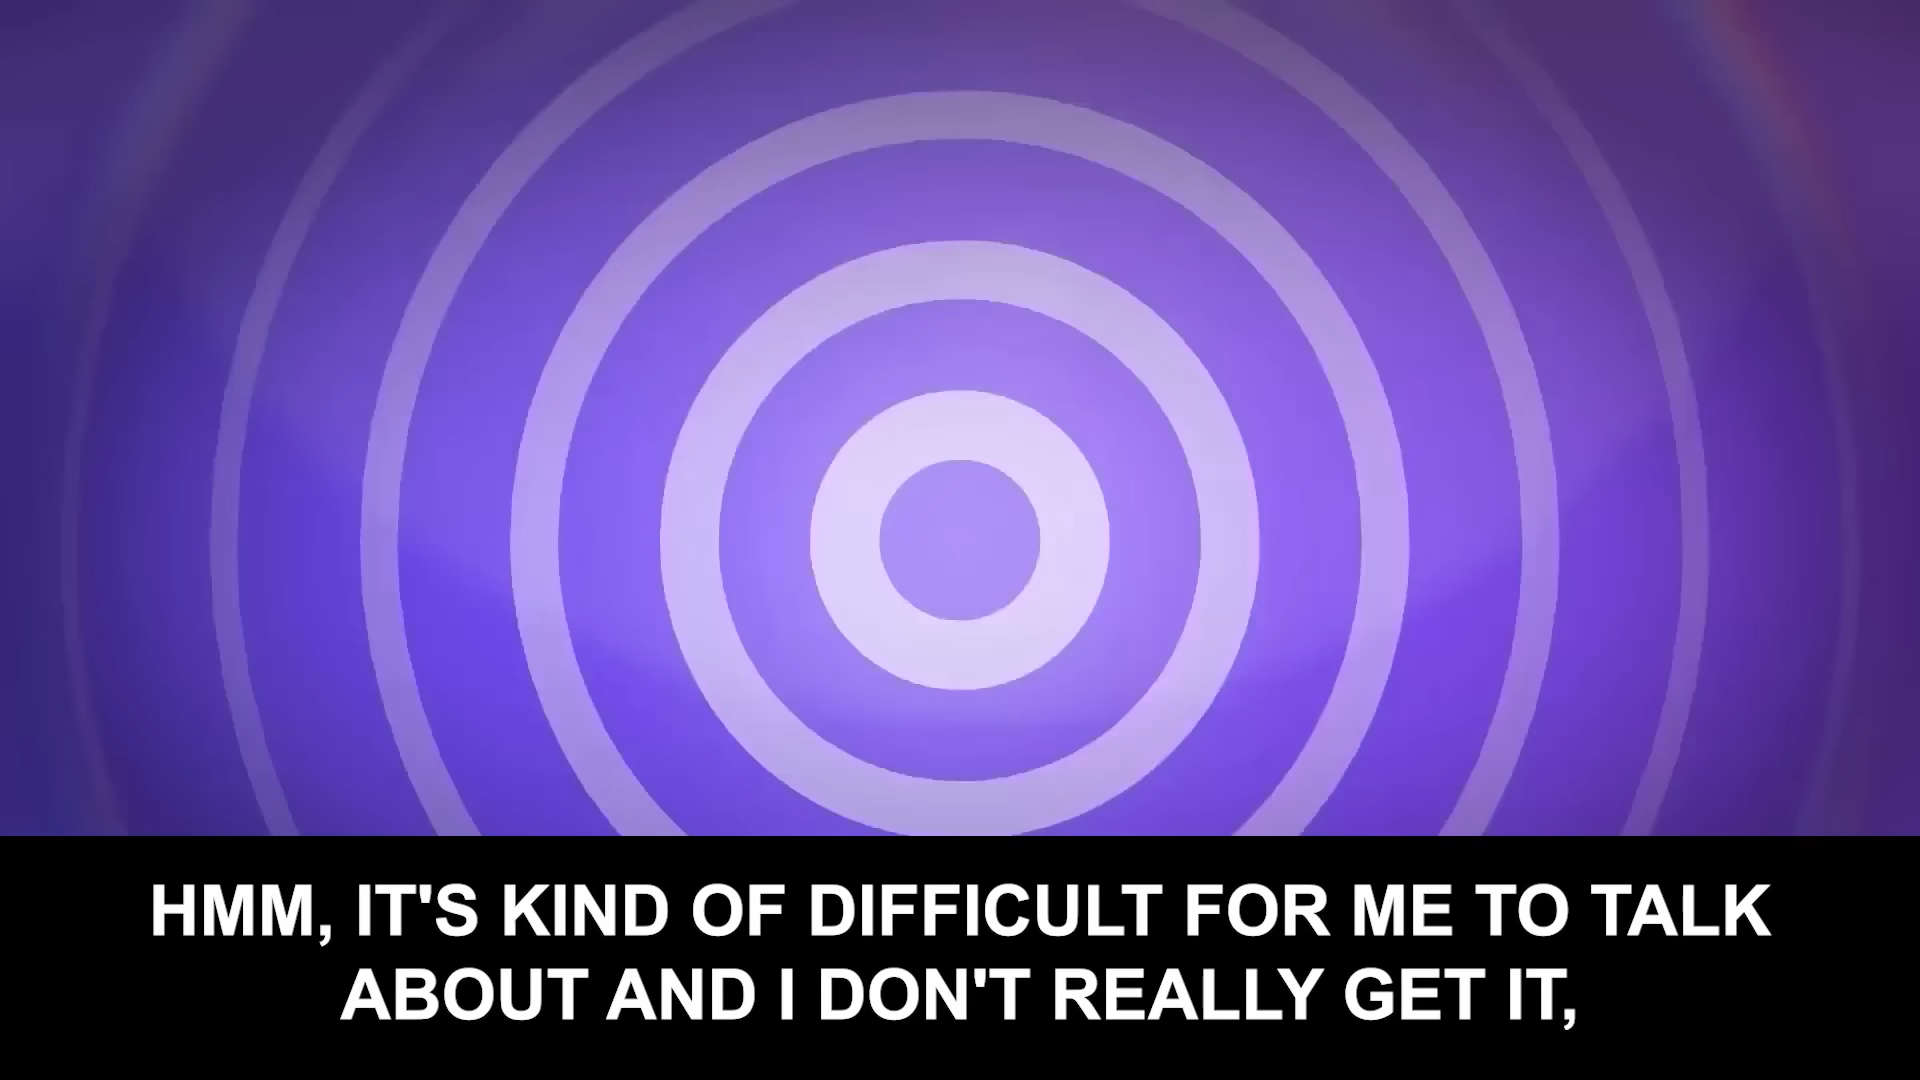 HMM, IT'S KIND OF DIFFICULT FOR ME TO TALK
ABOUT AND I DON'T REALLY GET IT,